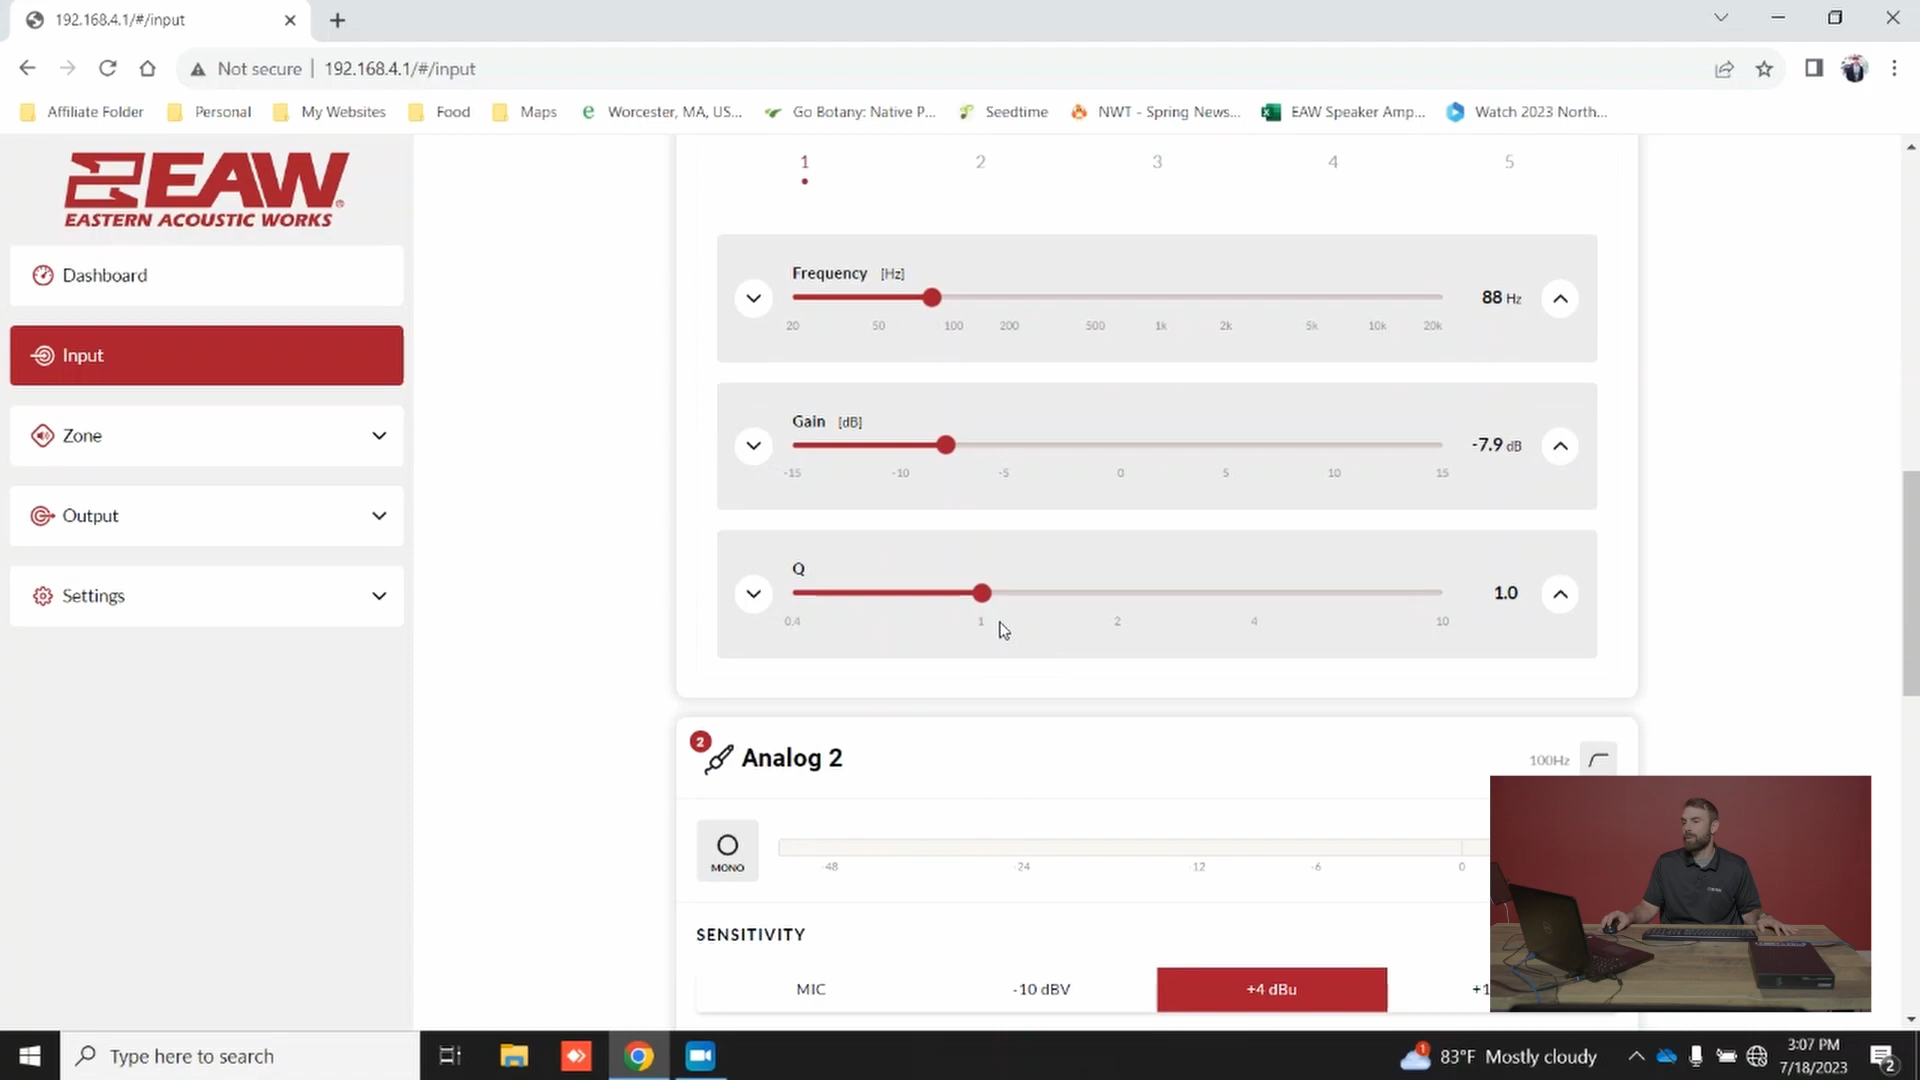 192.168.4.1/#/input
Not secure | 192.168.4.1/#/input
Affiliate Folder Personal My Websites Food Maps Worcester, MA, US... Go Botany: Native P... Seedtime NWT - Spring News... EAW Speaker Amp... Watch 2023 North...
EAW®
EASTERN ACOUSTIC WORKS
Dashboard
Input
Zone
Output
Settings
1 2 3 4 5
Frequency [Hz]
88 Hz
20 50 100 200 500 1k 2k 5k 10k 20k
Gain [dB]
-7.9 dB
-15 -10 -5 0 5 10 15
Q
1.0
0.4 1 2 4 10
2
Analog 2
100Hz
MONO
-48 -24 -12 -6 0
SENSITIVITY
MIC -10 dBV +4 dBu
Type here to search
1
83°F Mostly cloudy
3:07 PM
7/18/2023
2